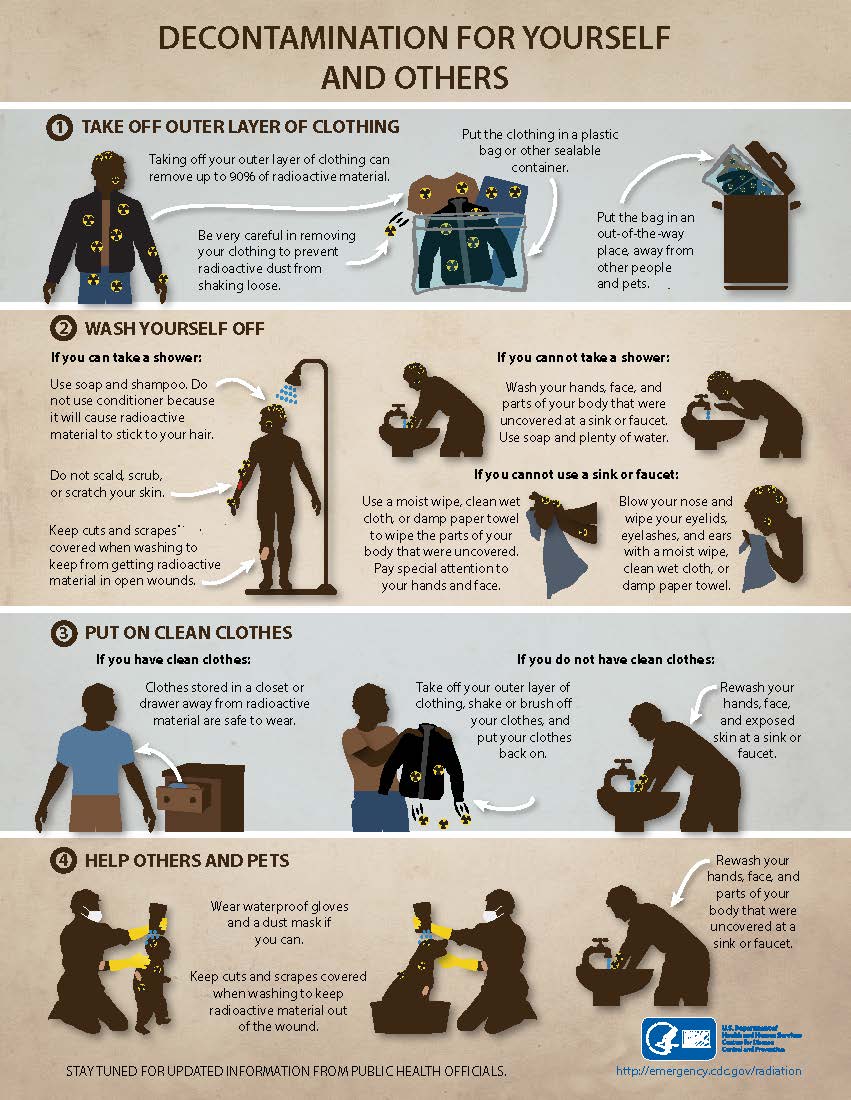 DECONTAMINATION FOR YOURSELF
AND OTHERS
1 TAKE OFF OUTER LAYER OF CLOTHING
Taking off your outer layer of clothing can
remove up to 90% of radioactive material.
Be very careful in removing
your clothing to prevent
radioactive dust from
shaking loose.
Put the clothing in a plastic
bag or other sealable
container.
Put the bag in an
out-of-the-way
place, away from
other people
and pets.
2 WASH YOURSELF OFF
If you can take a shower:
Use soap and shampoo. Do
not use conditioner because
it will cause radioactive
material to stick to your hair.
Do not scald, scrub,
or scratch your skin.
Keep cuts and scrapes
covered when washing to
keep from getting radioactive
material in open wounds.
If you cannot take a shower:
Wash your hands, face, and
parts of your body that were
uncovered at a sink or faucet.
Use soap and plenty of water.
If you cannot use a sink or faucet:
Use a moist wipe, clean wet
cloth, or damp paper towel
to wipe the parts of your
body that were uncovered.
Pay special attention to
your hands and face.
Blow your nose and
wipe your eyelids,
eyelashes, and ears
with a moist wipe,
clean wet cloth, or
damp paper towel.
3 PUT ON CLEAN CLOTHES
If you have clean clothes:
Clothes stored in a closet or
drawer away from radioactive
material are safe to wear.
If you do not have clean clothes:
Take off your outer layer of
clothing, shake or brush off
your clothes, and
put your clothes
back on.
Rewash your
hands, face,
and exposed
skin at a sink or
faucet.
4 HELP OTHERS AND PETS
Wear waterproof gloves
and a dust mask if
you can.
Keep cuts and scrapes covered
when washing to keep
radioactive material out
of the wound.
Rewash your
hands, face, and
parts of your
body that were
uncovered at a
sink or faucet.
U.S. Department of
Health and Human Services
Centers for Disease
Control and Prevention
STAY TUNED FOR UPDATED INFORMATION FROM PUBLIC HEALTH OFFICIALS.
http://emergency.cdc.gov/radiation